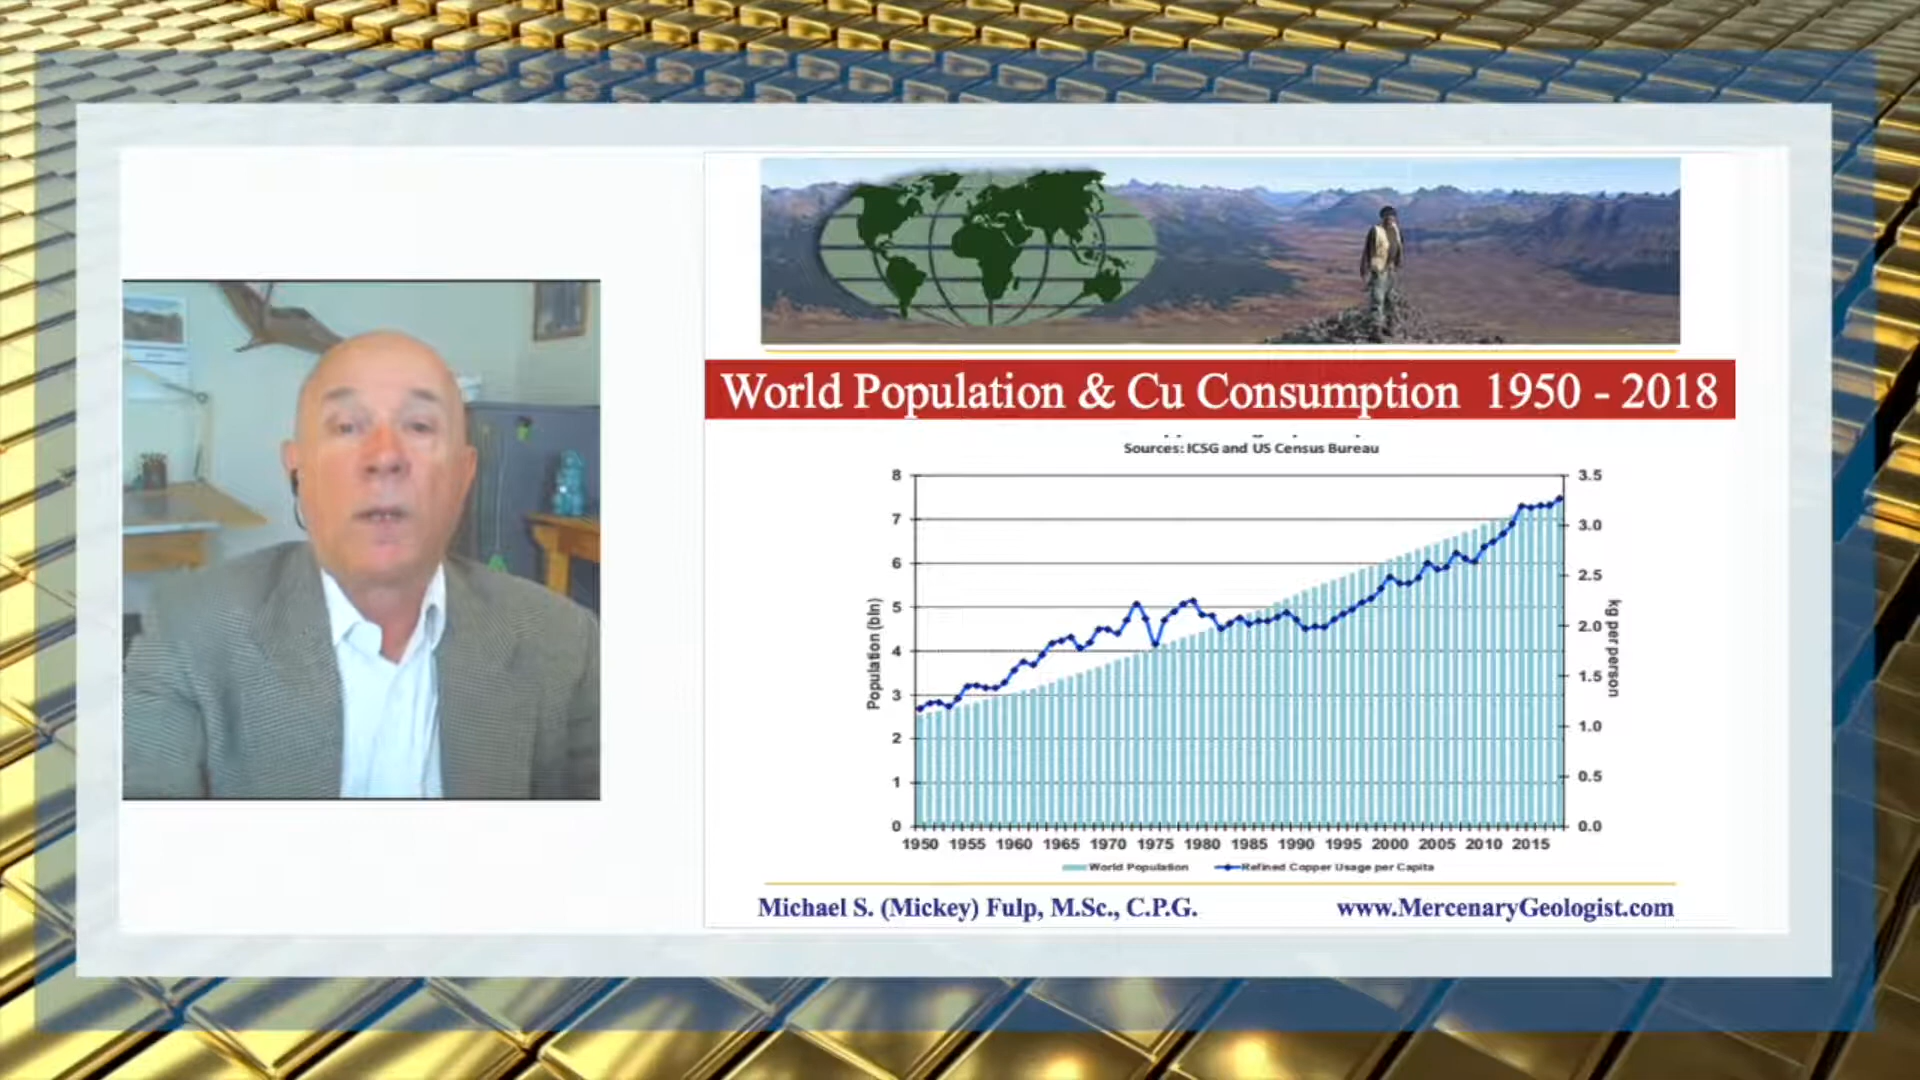 World Population & Cu Consumption 1950 - 2018
Sources: ICSG and US Census Bureau
8
7
6
5
4
3
2
1
0
Population (bln)
3.5
3.0
2.5
2.0
1.5
1.0
0.5
0.0
kg per person
1950 1955 1960 1965 1970 1975 1980 1985 1990 1995 2000 2005 2010 2015
World Population
Refined Copper Usage per Capita
Michael S. (Mickey) Fulp, M.Sc., C.P.G.
www.MercenaryGeologist.com